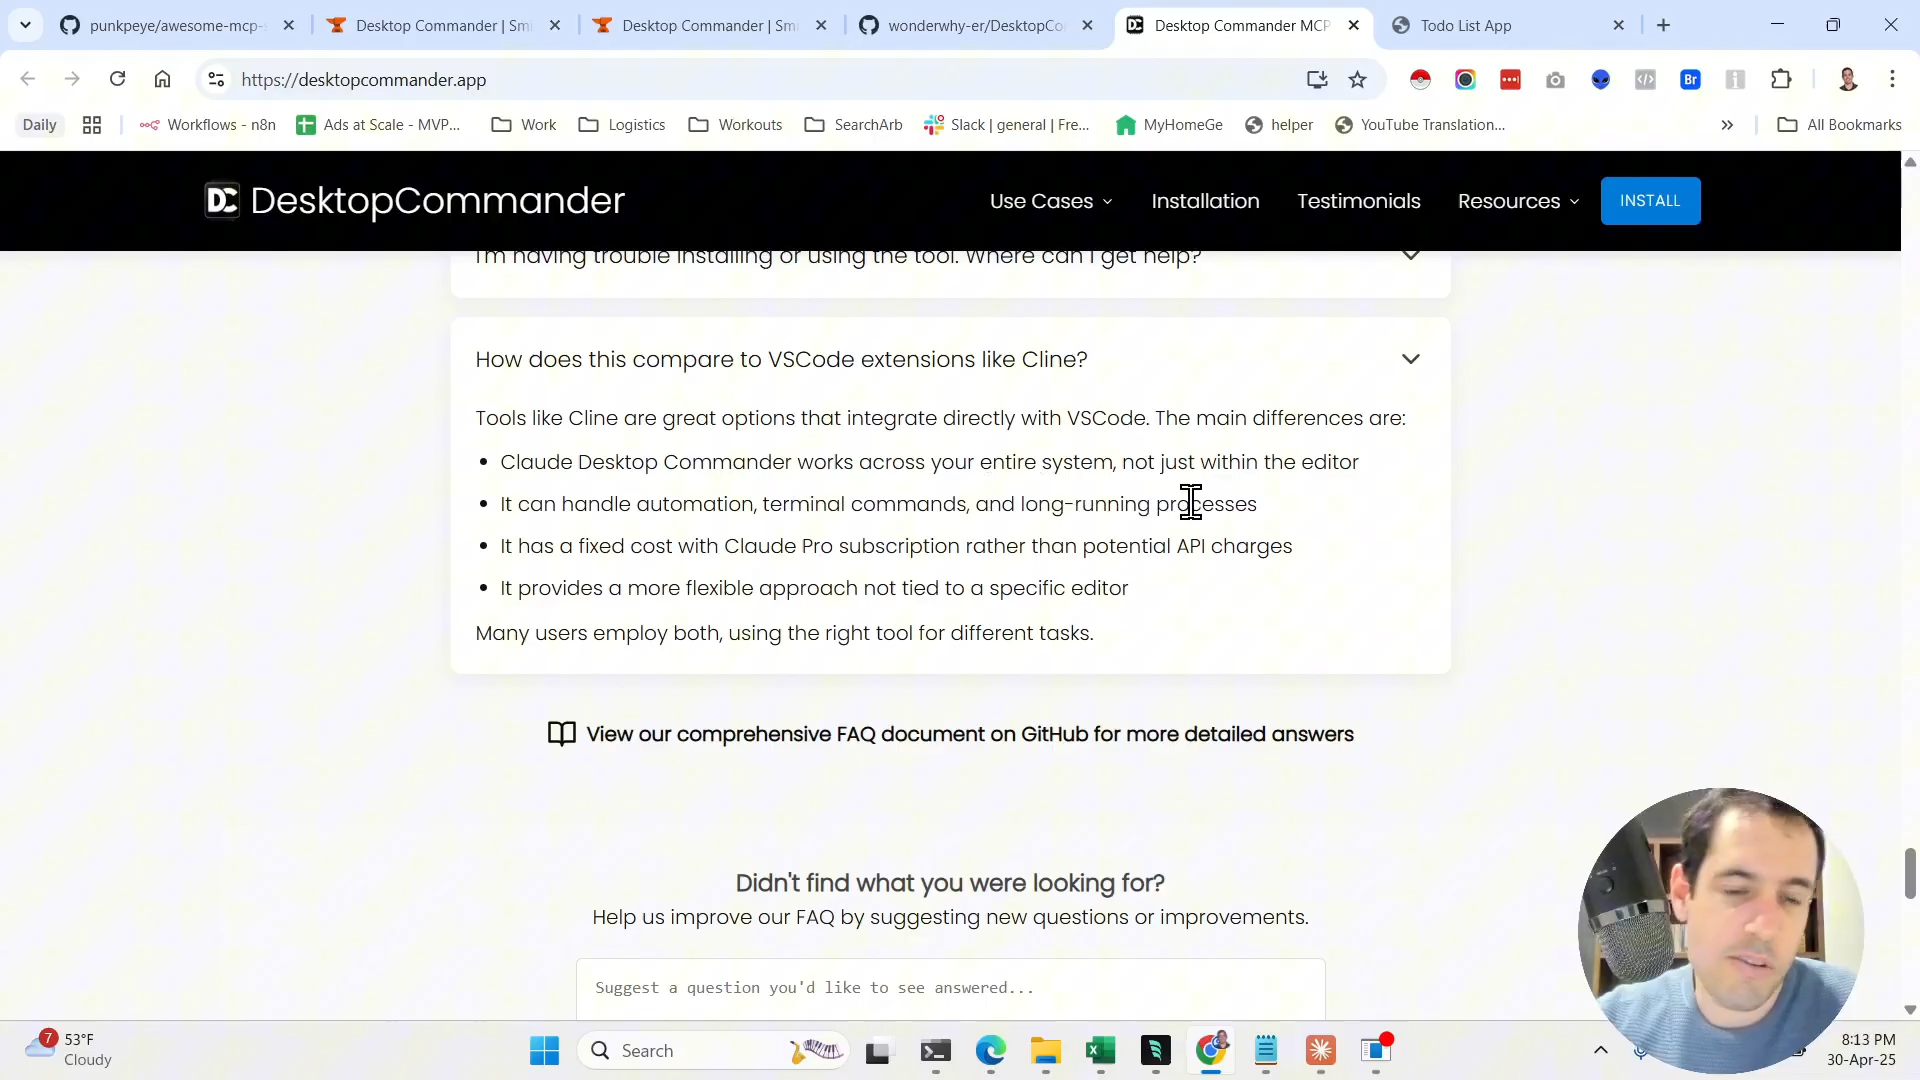 punkpeye/awesome-mcp-s
Desktop Commander | Smi
Desktop Commander | Smi
wonderwhy-er/DesktopCo
Desktop Commander MCP
Todo List App
https://desktopcommander.app
Br
Daily
Workflows - n8n
Ads at Scale - MVP...
Work
Logistics
Workouts
SearchArb
Slack | general | Fre...
MyHomeGe
helper
YouTube Translation...
All Bookmarks
DC DesktopCommander
Use Cases
Installation
Testimonials
Resources
INSTALL
I'm having trouble installing or using the tool. Where can I get help?
How does this compare to VSCode extensions like Cline?
Tools like Cline are great options that integrate directly with VSCode. The main differences are:
• Claude Desktop Commander works across your entire system, not just within the editor
• It can handle automation, terminal commands, and long-running processes
• It has a fixed cost with Claude Pro subscription rather than potential API charges
• It provides a more flexible approach not tied to a specific editor
Many users employ both, using the right tool for different tasks.
View our comprehensive FAQ document on GitHub for more detailed answers
Didn't find what you were looking for?
Help us improve our FAQ by suggesting new questions or improvements.
Suggest a question you'd like to see answered...
7
53°F
Cloudy
Search
8:13 PM
30-Apr-25